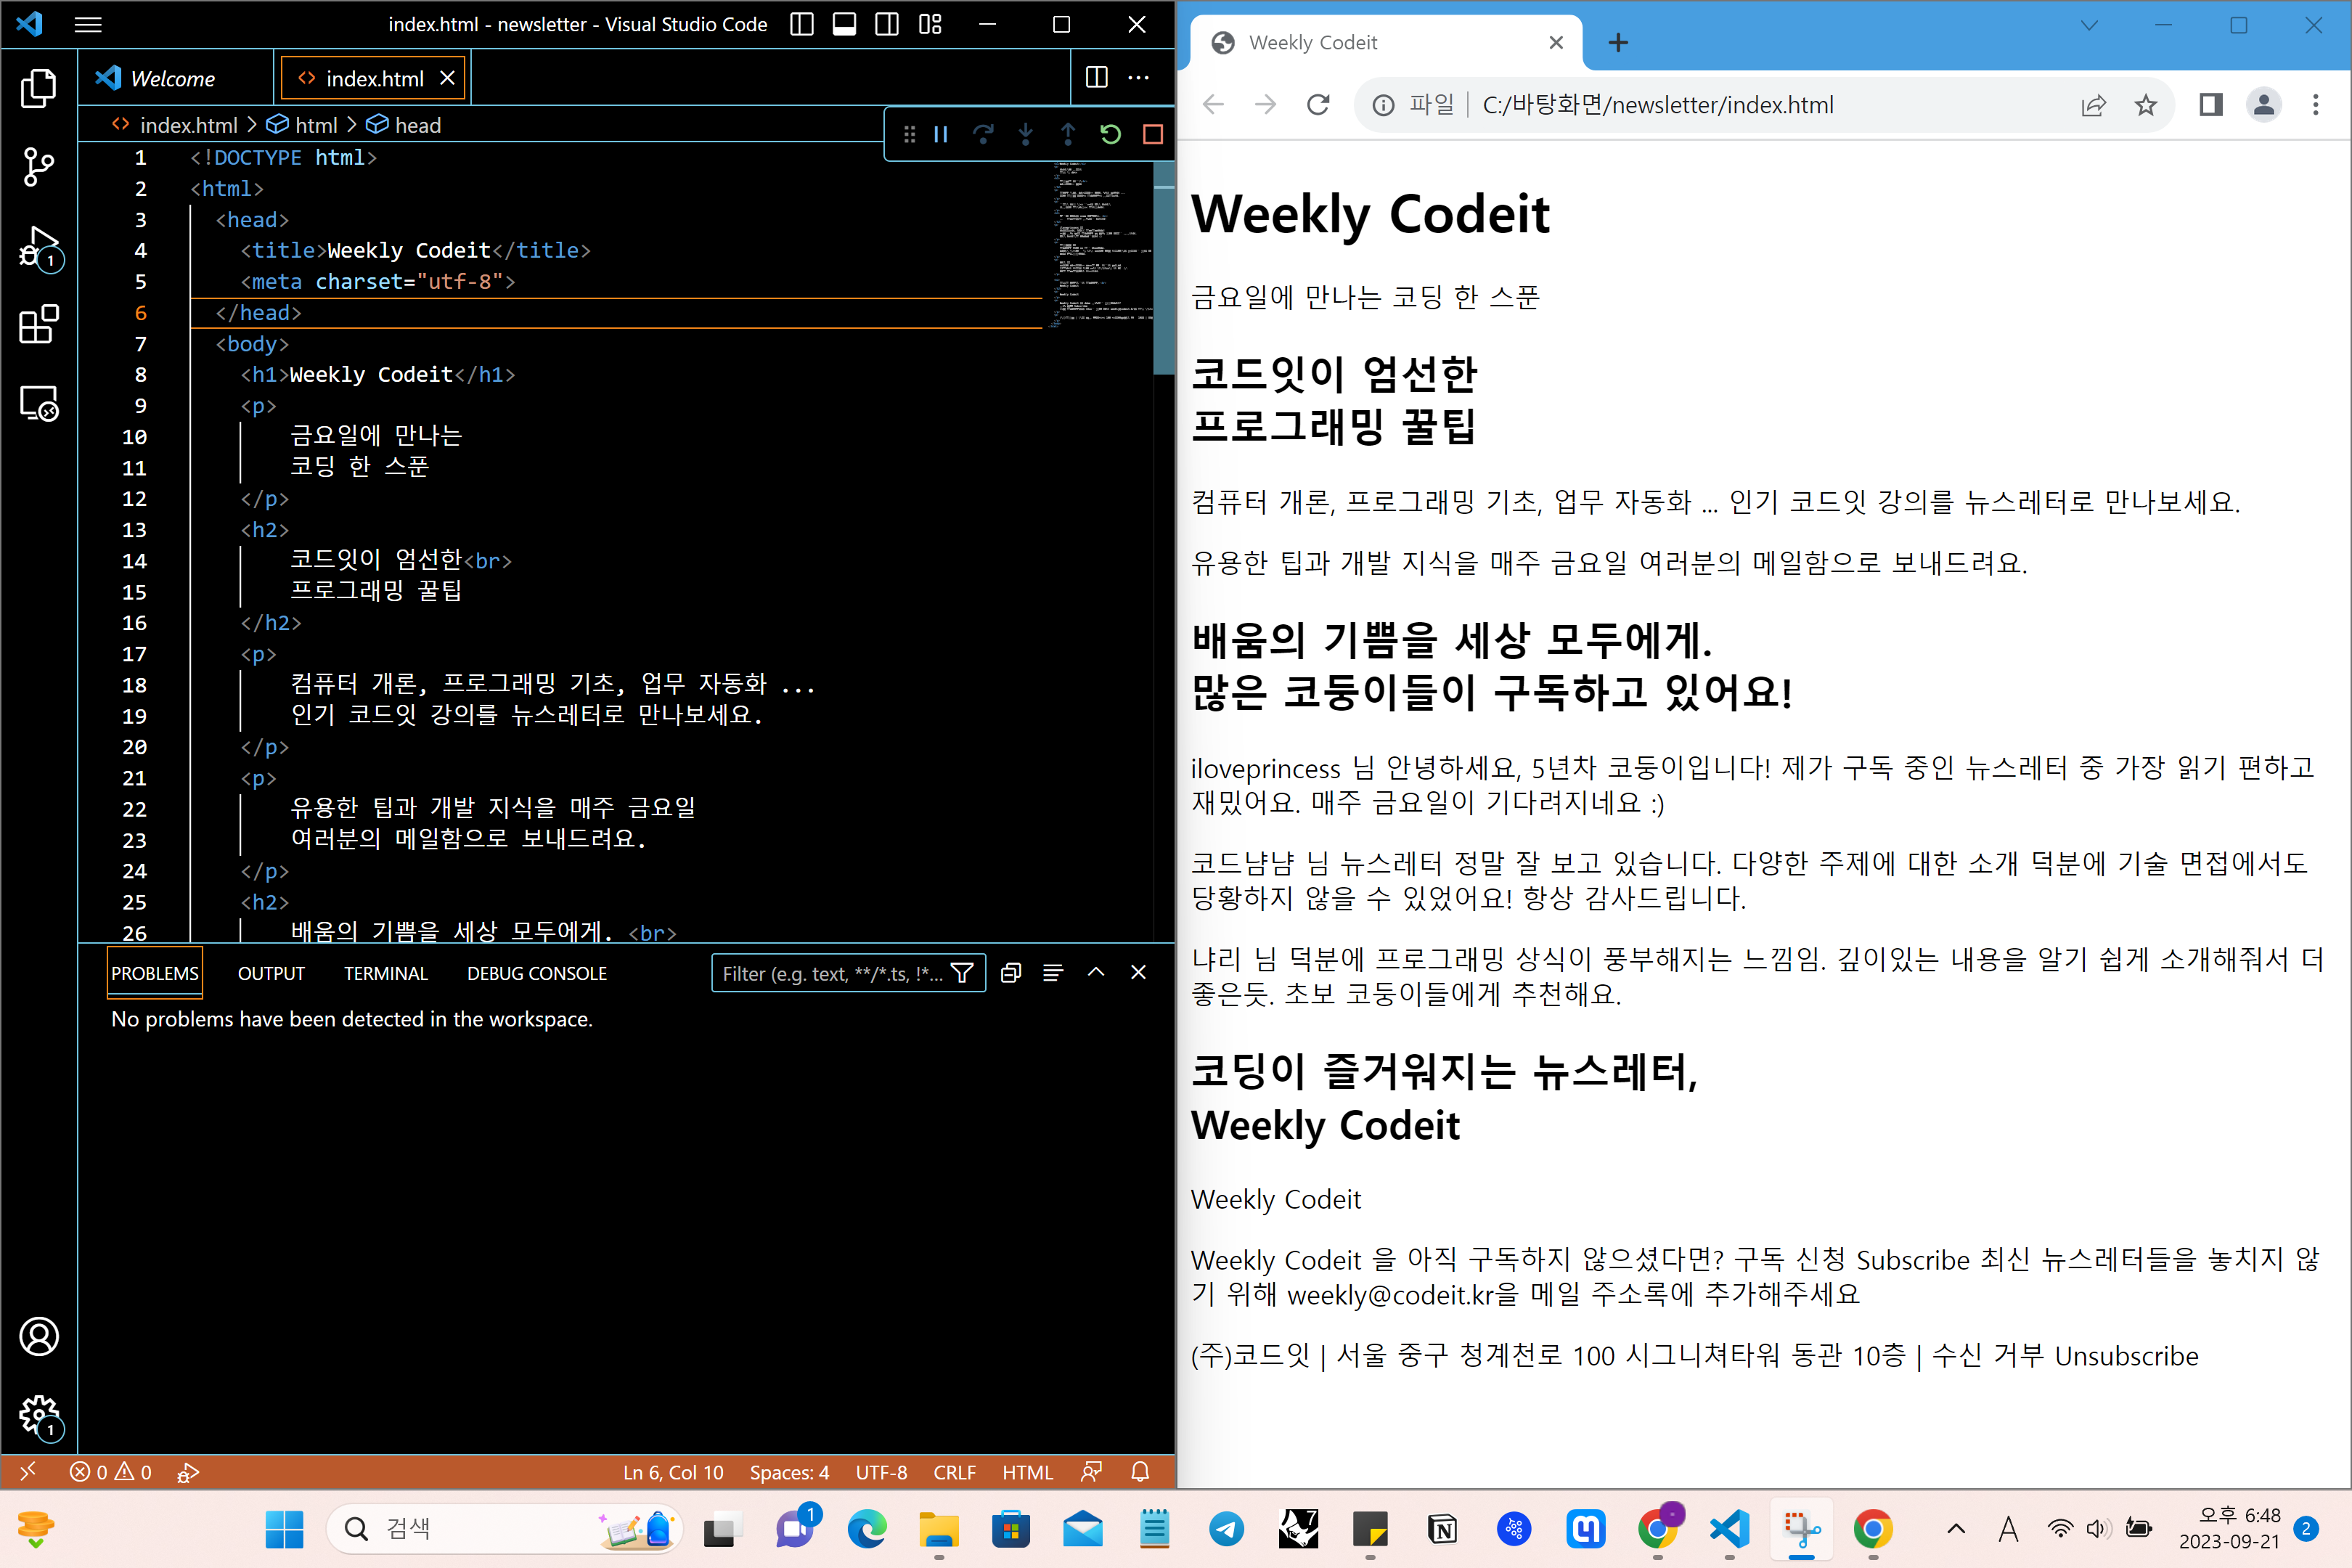 index.html - newsletter - Visual Studio Code
Welcome
index.html
index.html > html > head
1 <!DOCTYPE html>
2 <html>
3 <head>
4 <title>Weekly Codeit</title>
5 <meta charset="utf-8">
6 </head>
7 <body>
8 <h1>Weekly Codeit</h1>
9 <p>
10 금요일에 만나는
11 코딩 한 스푼
12 </p>
13 <h2>
14 코드잇이 엄선한<br>
15 프로그래밍 꿀팁
16 </h2>
17 <p>
18 컴퓨터 개론, 프로그래밍 기초, 업무 자동화 ...
19 인기 코드잇 강의를 뉴스레터로 만나보세요.
20 </p>
21 <p>
22 유용한 팁과 개발 지식을 매주 금요일
23 여러분의 메일함으로 보내드려요.
24 </p>
25 <h2>
26 배움의 기쁨을 세상 모두에게. <br>
PROBLEMS OUTPUT TERMINAL DEBUG CONSOLE
Filter (e.g. text, **/*.ts, !*...
No problems have been detected in the workspace.
1
1
0 0
Ln 6, Col 10 Spaces: 4 UTF-8 CRLF HTML
Weekly Codeit
파일 | C:/바탕화면/newsletter/index.html
Weekly Codeit
금요일에 만나는 코딩 한 스푼
코드잇이 엄선한
프로그래밍 꿀팁
컴퓨터 개론, 프로그래밍 기초, 업무 자동화 ... 인기 코드잇 강의를 뉴스레터로 만나보세요.
유용한 팁과 개발 지식을 매주 금요일 여러분의 메일함으로 보내드려요.
배움의 기쁨을 세상 모두에게.
많은 코둥이들이 구독하고 있어요!
iloveprincess 님 안녕하세요, 5년차 코둥이입니다! 제가 구독 중인 뉴스레터 중 가장 읽기 편하고
재밌어요. 매주 금요일이 기다려지네요 :)
코드냠냠 님 뉴스레터 정말 잘 보고 있습니다. 다양한 주제에 대한 소개 덕분에 기술 면접에서도
당황하지 않을 수 있었어요! 항상 감사드립니다.
냐리 님 덕분에 프로그래밍 상식이 풍부해지는 느낌임. 깊이있는 내용을 알기 쉽게 소개해줘서 더
좋은듯. 초보 코둥이들에게 추천해요.
코딩이 즐거워지는 뉴스레터,
Weekly Codeit
Weekly Codeit
Weekly Codeit 을 아직 구독하지 않으셨다면? 구독 신청 Subscribe 최신 뉴스레터들을 놓치지 않
기 위해 weekly@codeit.kr을 메일 주소록에 추가해주세요
(주)코드잇 | 서울 중구 청계천로 100 시그니쳐타워 동관 10층 | 수신 거부 Unsubscribe
검색
1
7
N
A
오후 6:48
2023-09-21
2